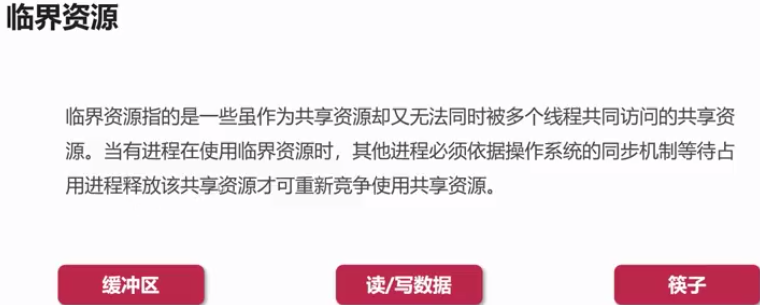 临界资源
临界资源指的是一些虽作为共享资源却又无法同时被多个线程共同访问的共享资
源。当有进程在使用临界资源时，其他进程必须依据操作系统的同步机制等待占
用进程释放该共享资源才可重新竞争使用共享资源。
缓冲区
读/写数据
筷子